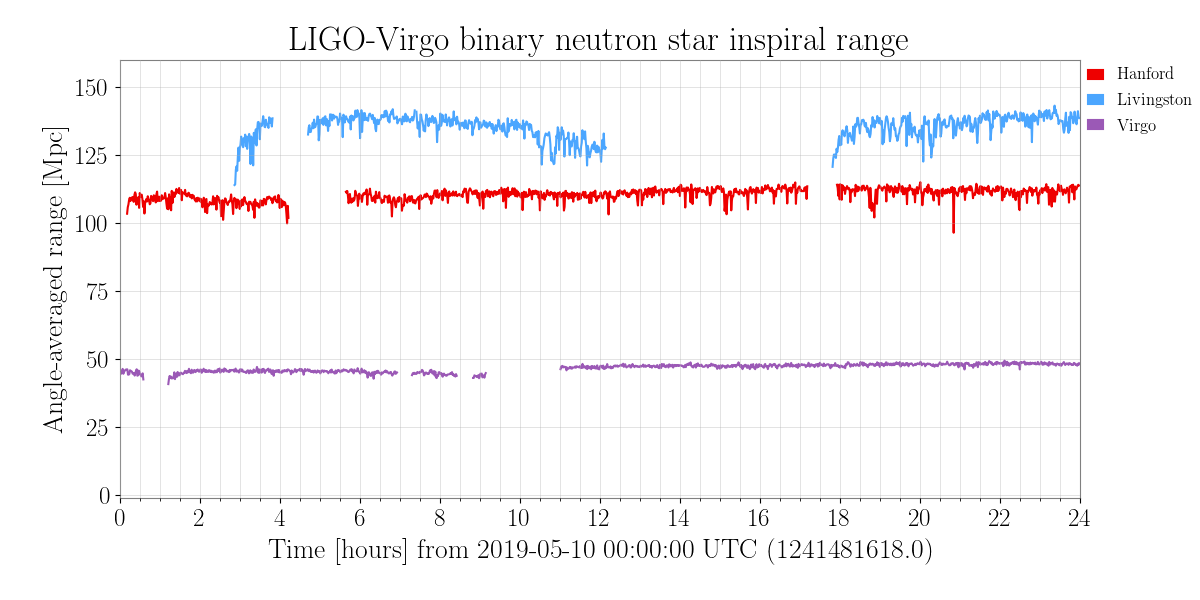 LIGO-Virgo binary neutron star inspiral range
Angle-averaged range [Mpc]
150
125
100
75
50
25
0
0 2 4 6 8 10 12 14 16 18 20 22 24
Time [hours] from 2019-05-10 00:00:00 UTC (1241481618.0)
Hanford
Livingston
Virgo